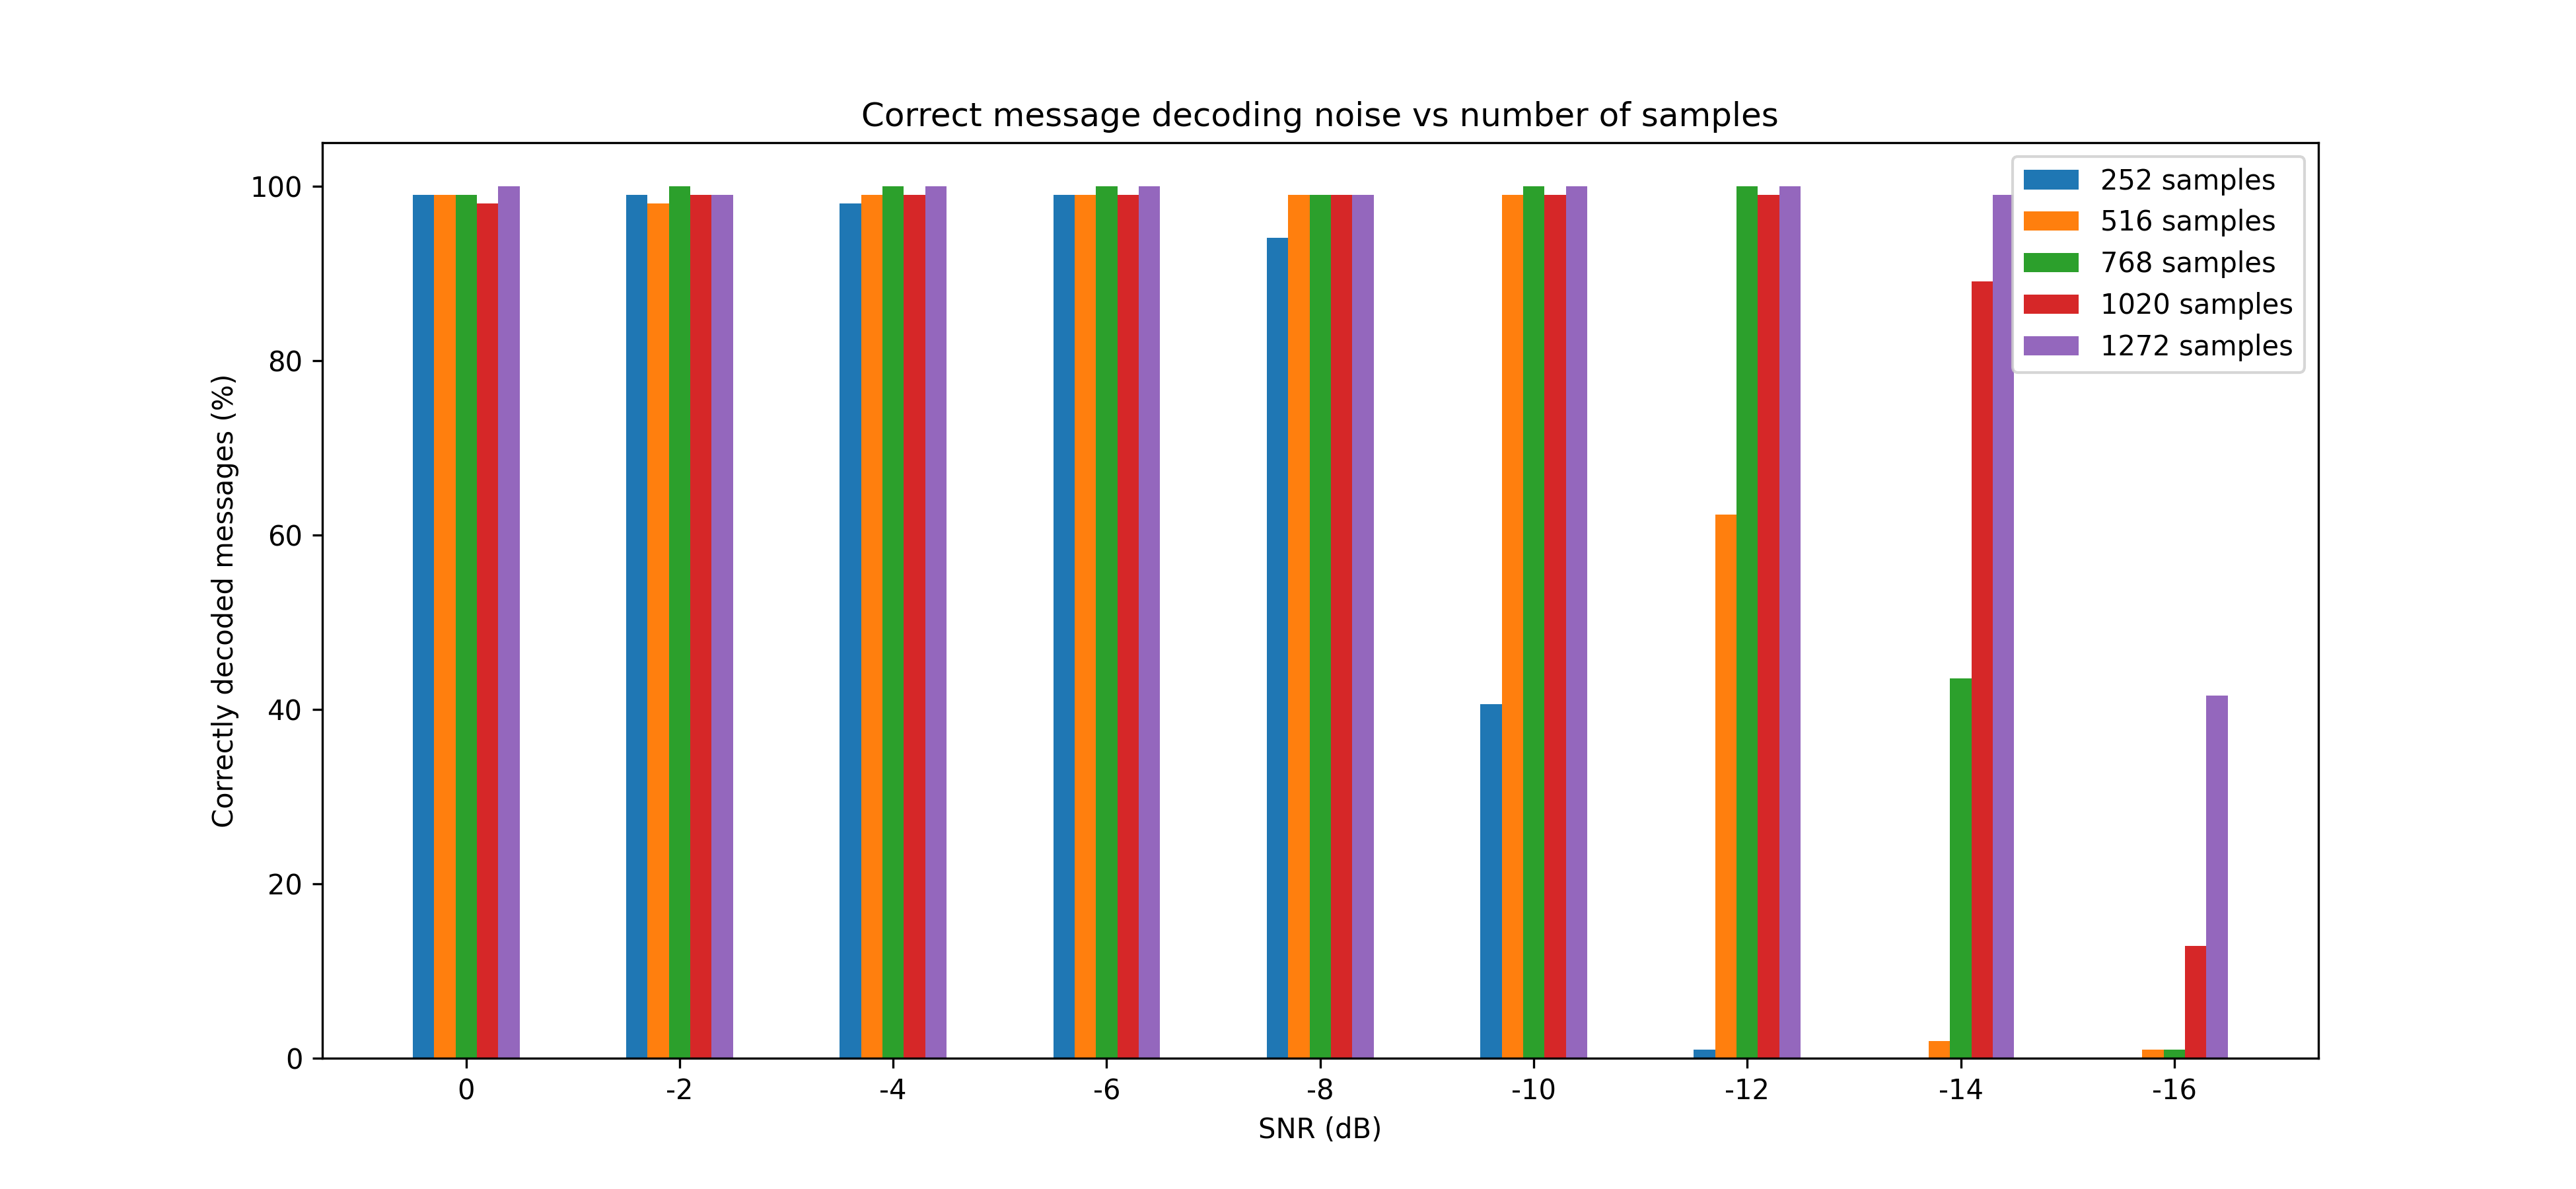 Correct message decoding noise vs number of samples
252 samples
516 samples
768 samples
1020 samples
1272 samples
100
80
60
40
20
0
Correctly decoded messages (%)
0 -2 -4 -6 -8 -10 -12 -14 -16
SNR (dB)